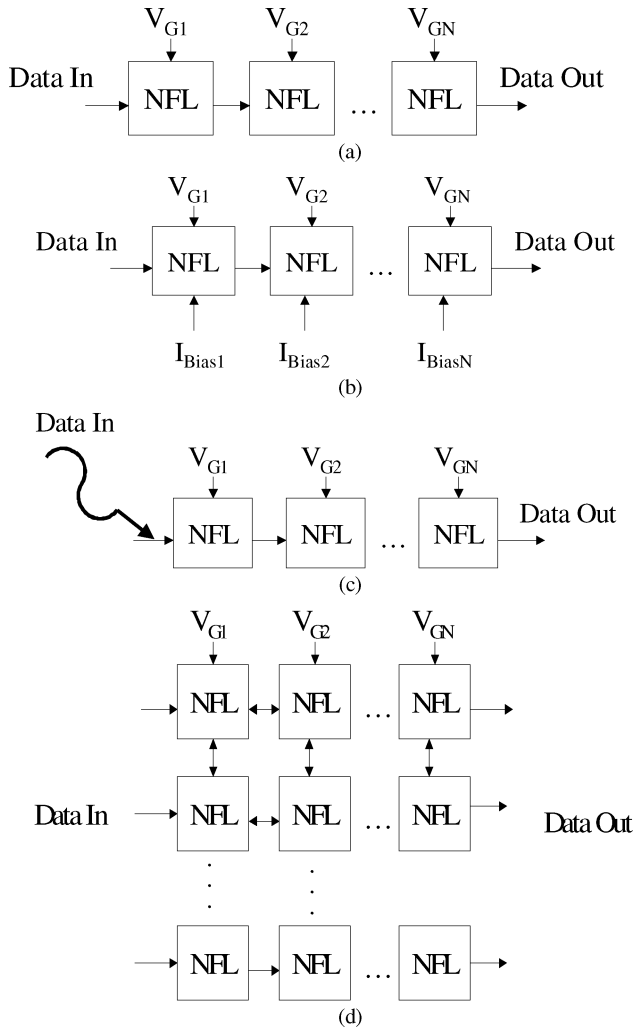 V_G1 V_G2 V_GN
Data In Data Out
NFL NFL … NFL
(a)
V_G1 V_G2 V_GN
Data In Data Out
NFL NFL … NFL
I_Bias1 I_Bias2 I_BiasN
(b)
Data In
V_G1 V_G2 V_GN
Data Out
NFL NFL … NFL
(c)
V_G1 V_G2 V_GN
NFL NFL … NFL
Data In NFL NFL … NFL Data Out
NFL NFL … NFL
(d)